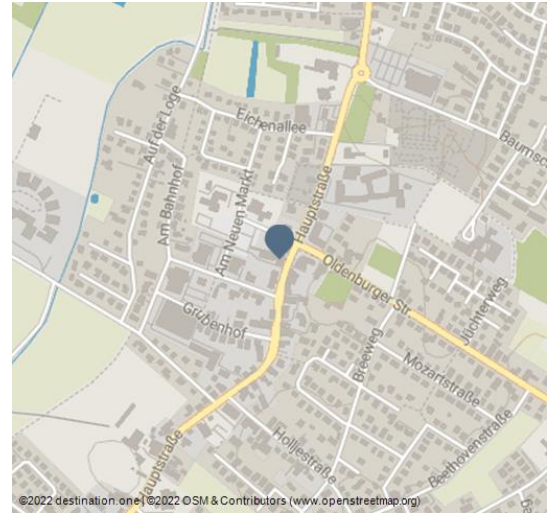 Eichenallee
Baumsc
Auf der Loge
Am Bahnhof
Am Neuen Markt
Hauptstraße
Oldenburger Str.
Grubenhof
Breeweg
Jüchterweg
Mozartstraße
Beethovenstraße
Holljestraße
Hauptstraße
©2022 destination.one | ©2022 OSM & Contributors (www.openstreetmap.org)